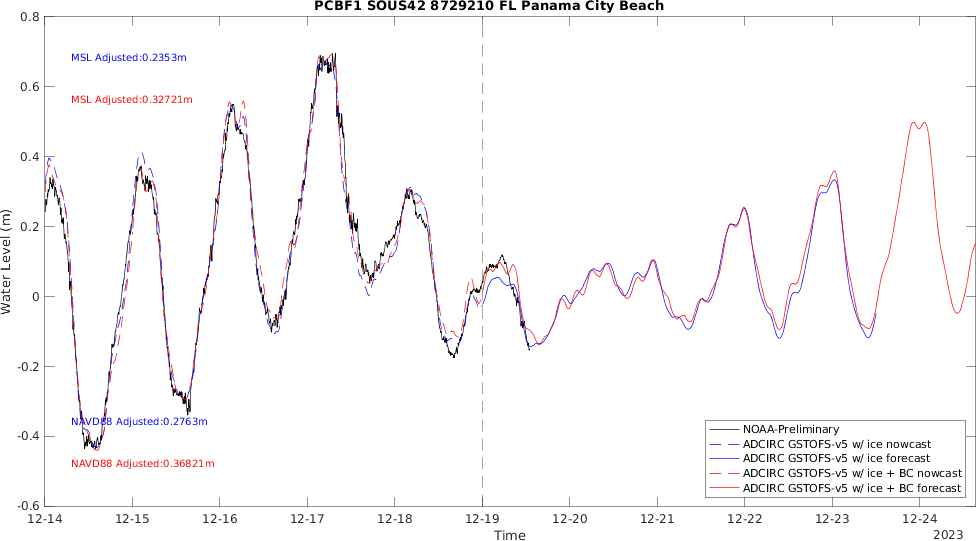 PCBF1 SOUS42 8729210 FL Panama City Beach
0.8
0.6
0.4
0.2
0
-0.2
-0.4
-0.6
Water Level (m)
MSL Adjusted:0.2353m
MSL Adjusted:0.32721m
NAVD88 Adjusted:0.2763m
NAVD88 Adjusted:0.36821m
NOAA-Preliminary
ADCIRC GSTOFS-v5 w/ ice nowcast
ADCIRC GSTOFS-v5 w/ ice forecast
ADCIRC GSTOFS-v5 w/ ice + BC nowcast
ADCIRC GSTOFS-v5 w/ ice + BC forecast
12-14 12-15 12-16 12-17 12-18 12-19 12-20 12-21 12-22 12-23 12-24
Time
2023